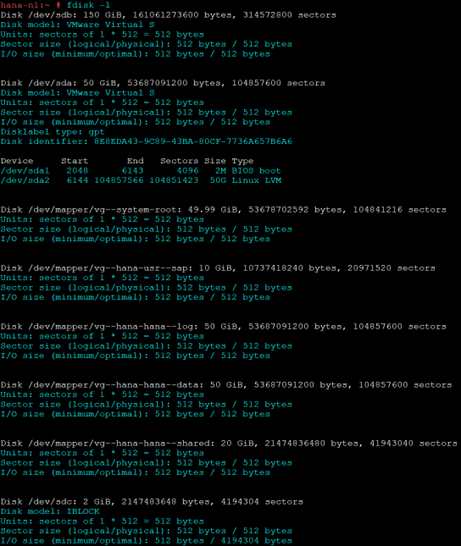 hana-n1:~ # fdisk -l
Disk /dev/sdb: 150 GiB, 161061273600 bytes, 314572800 sectors
Disk model: VMware Virtual S
Units: sectors of 1 * 512 = 512 bytes
Sector size (logical/physical): 512 bytes / 512 bytes
I/O size (minimum/optimal): 512 bytes / 512 bytes
Disk /dev/sda: 50 GiB, 53687091200 bytes, 104857600 sectors
Disk model: VMware Virtual S
Units: sectors of 1 * 512 = 512 bytes
Sector size (logical/physical): 512 bytes / 512 bytes
I/O size (minimum/optimal): 512 bytes / 512 bytes
Disklabel type: gpt
Disk identifier: 8E8EDA43-9C89-43BA-80CF-7736A657B6A6
Device Start End Sectors Size Type
/dev/sda1 2048 6143 4096 2M BIOS boot
/dev/sda2 6144 104857566 104851423 50G Linux LVM
Disk /dev/mapper/vg--system-root: 49.99 GiB, 53678702592 bytes, 104841216 sectors
Units: sectors of 1 * 512 = 512 bytes
Sector size (logical/physical): 512 bytes / 512 bytes
I/O size (minimum/optimal): 512 bytes / 512 bytes
Disk /dev/mapper/vg--hana-usr--sap: 10 GiB, 10737418240 bytes, 20971520 sectors
Units: sectors of 1 * 512 = 512 bytes
Sector size (logical/physical): 512 bytes / 512 bytes
I/O size (minimum/optimal): 512 bytes / 512 bytes
Disk /dev/mapper/vg--hana-hana--log: 50 GiB, 53687091200 bytes, 104857600 sectors
Units: sectors of 1 * 512 = 512 bytes
Sector size (logical/physical): 512 bytes / 512 bytes
I/O size (minimum/optimal): 512 bytes / 512 bytes
Disk /dev/mapper/vg--hana-hana--data: 50 GiB, 53687091200 bytes, 104857600 sectors
Units: sectors of 1 * 512 = 512 bytes
Sector size (logical/physical): 512 bytes / 512 bytes
I/O size (minimum/optimal): 512 bytes / 512 bytes
Disk /dev/mapper/vg--hana-hana--shared: 20 GiB, 21474836480 bytes, 41943040 sectors
Units: sectors of 1 * 512 = 512 bytes
Sector size (logical/physical): 512 bytes / 512 bytes
I/O size (minimum/optimal): 512 bytes / 512 bytes
Disk /dev/sdc: 2 GiB, 2147483648 bytes, 4194304 sectors
Disk model: IBLOCK
Units: sectors of 1 * 512 = 512 bytes
Sector size (logical/physical): 512 bytes / 512 bytes
I/O size (minimum/optimal): 512 bytes / 4194304 bytes